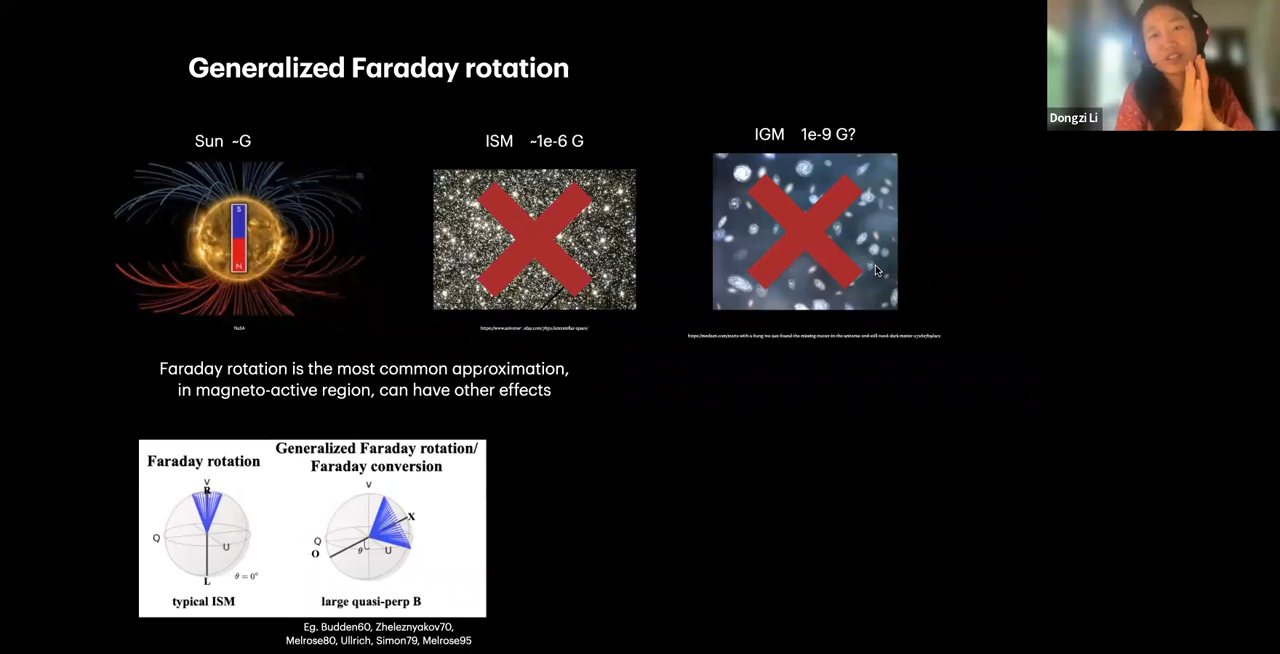 Generalized Faraday rotation
Dongzi Li
Sun ~G
ISM ~1e-6 G
IGM 1e-9 G?
S
N
NASA
Faraday rotation is the most common approximation,
in magneto-active region, can have other effects
Faraday rotation
Generalized Faraday rotation/
Faraday conversion
V
R
Q
U
L
θ = 0°
typical ISM
V
X
Q
O
θ
U
large quasi-perp B
Eg. Budden60, Zheleznyakov70,
Melrose80, Ullrich, Simon79, Melrose95